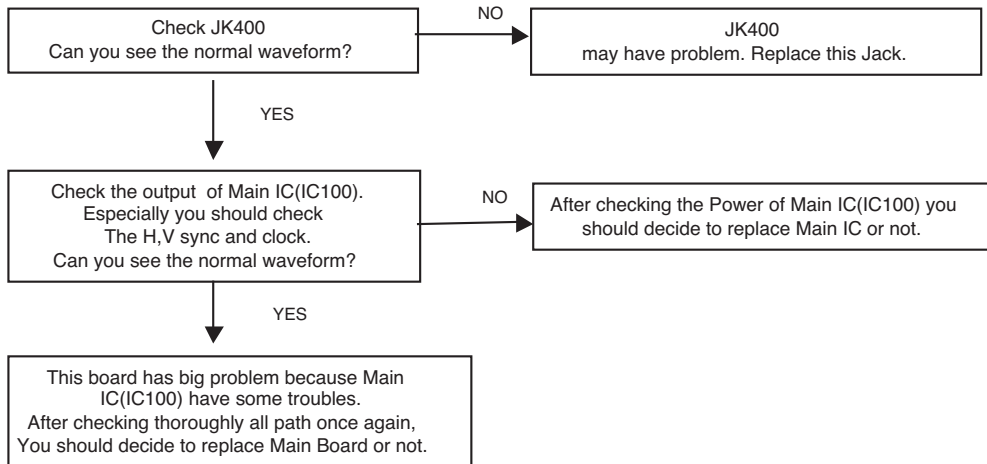 Check JK400
Can you see the normal waveform?
NO
JK400
may have problem. Replace this Jack.
YES
Check the output of Main IC(IC100).
Especially you should check
The H,V sync and clock.
Can you see the normal waveform?
NO
After checking the Power of Main IC(IC100) you
should decide to replace Main IC or not.
YES
This board has big problem because Main
IC(IC100) have some troubles.
After checking thoroughly all path once again,
You should decide to replace Main Board or not.